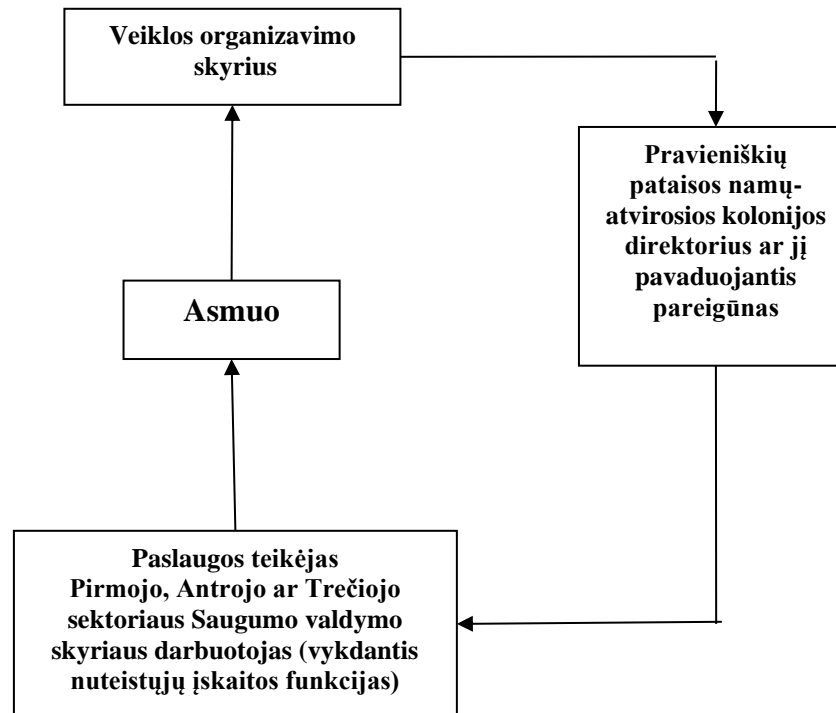 Veiklos organizavimo
skyrius
Pravieniškių
pataisos namų-
atvirosios kolonijos
direktorius ar jį
pavaduojantis
pareigūnas
Asmuo
Paslaugos teikėjas
Pirmojo, Antrojo ar Trečiojo
sektoriaus Saugumo valdymo
skyriaus darbuotojas (vykdantis
nuteistųjų įskaitos funkcijas)